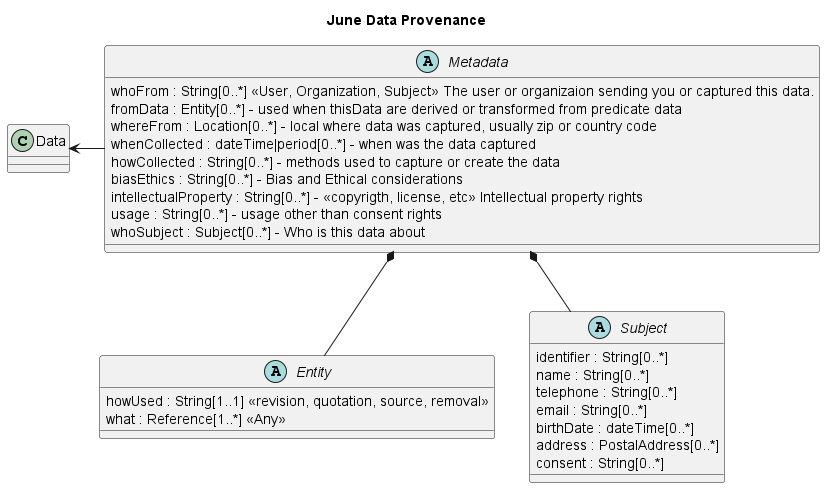 June Data Provenance
A Metadada
whoFrom : String[0..*] «User, Organization, Subject» The user or organizaion sending you or captured this data.
fromData : Entity[0..*] - used when thisData are derived or transformed from predicate data
whereFrom : Location[0..*] - local where data was captured, usually zip or country code
whenCollected : dateTime|period[0..*] - when was the data captured
howCollected : String[0..*] - methods used to capture or create the data
biasEthics : String[0..*] - Bias and Ethical considerations
intellectualProperty : String[0..*] - «copyrigth, license, etc» Intellectual property rights
usage : String[0..*] - usage other than consent rights
whoSubject : Subject[0..*] - Who is this data about
C Data
A Entity
howUsed : String[1..1] «revision, quotation, source, removal»
what : Reference[1..*] «Any»
A Subject
identifier : String[0..*]
name : String[0..*]
telephone : String[0..*]
email : String[0..*]
birthDate : dateTime[0..*]
address : PostalAddress[0..*]
consent : String[0..*]